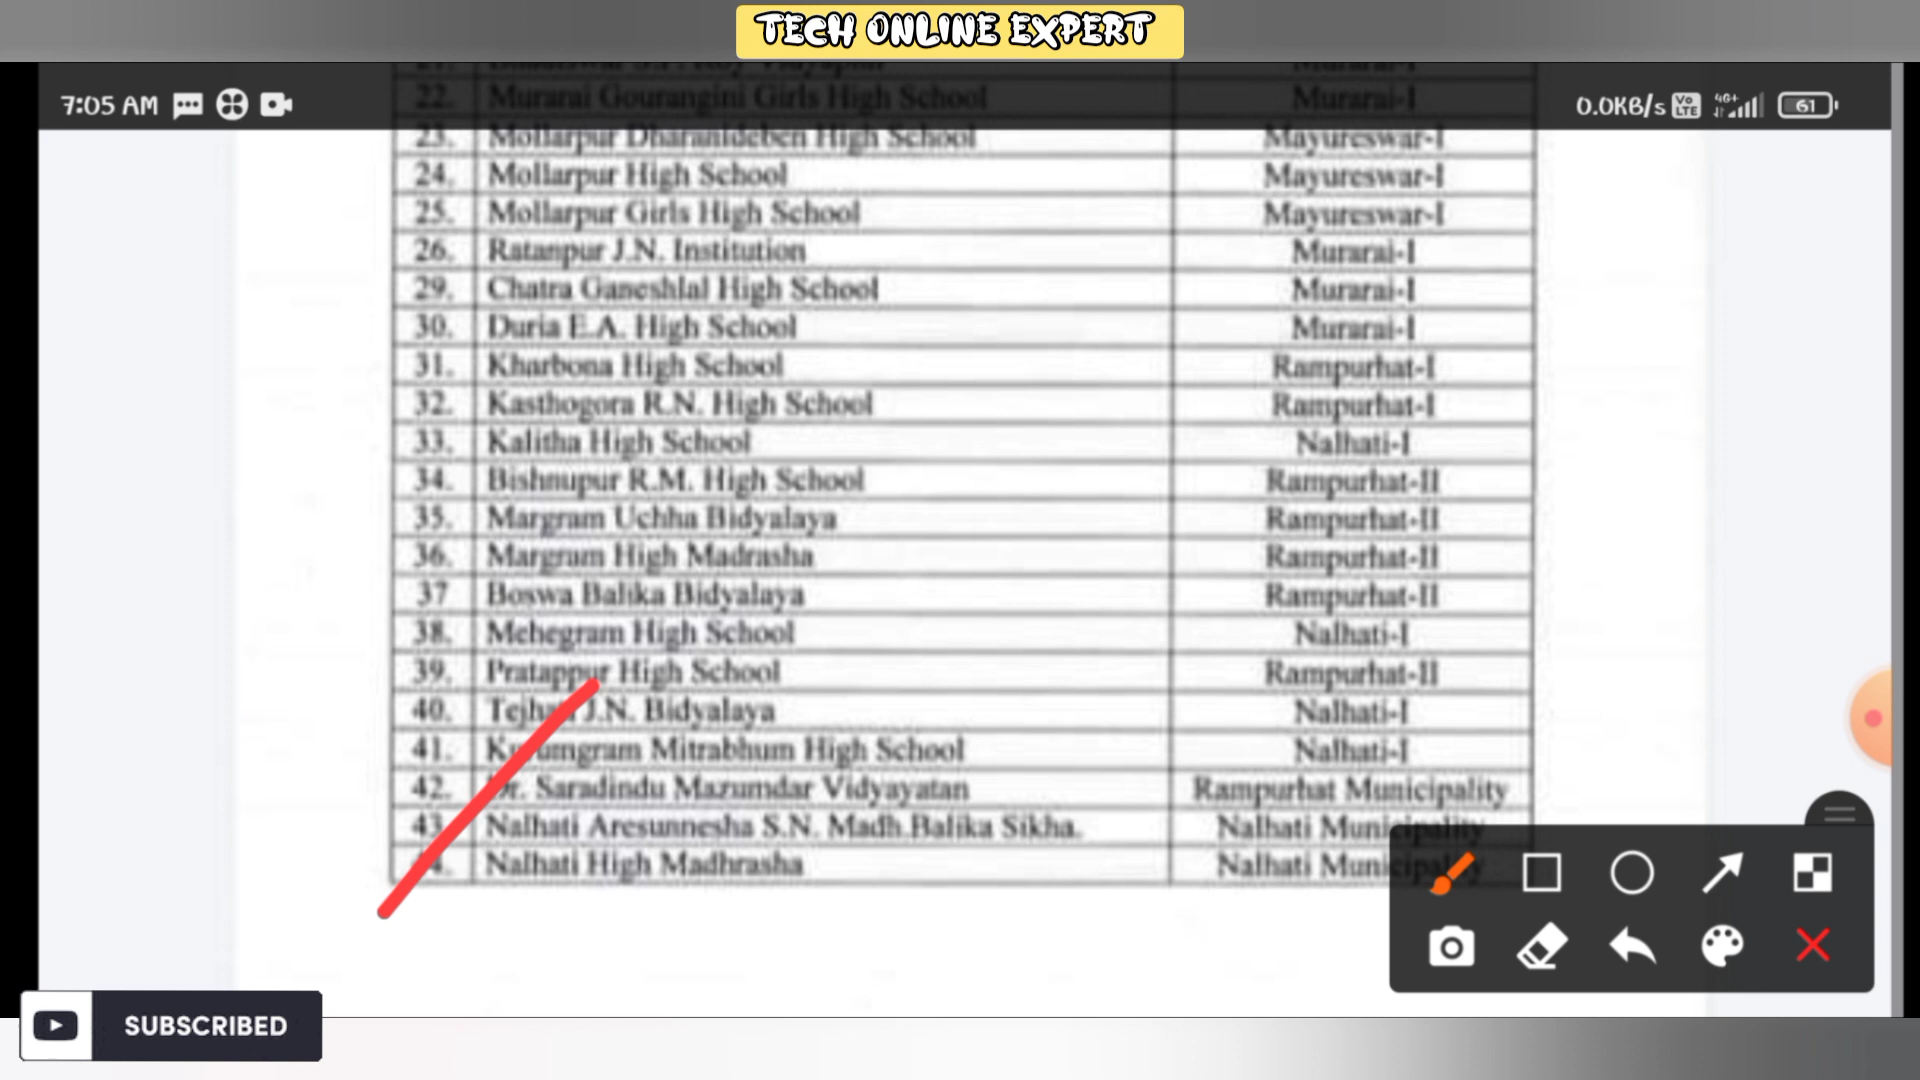 TECH ONLINE EXPERT
7:05 AM 0.0KB/s Vo LTE 4G+ 61
22. Murarai Gourangini Girls High School Murarai-I
23. Mollarpur Dharanideben High School Mayureswar-I
24. Mollarpur High School Mayureswar-I
25. Mollarpur Girls High School Mayureswar-I
26. Ratanpur J.N. Institution Murarai-I
29. Chatra Ganeshlal High School Murarai-I
30. Duria E.A. High School Murarai-I
31. Kharbona High School Rampurhat-I
32. Kasthogora R.N. High School Rampurhat-I
33. Kalitha High School Nalhati-I
34. Bishnupur R.M. High School Rampurhat-II
35. Margram Uchha Bidyalaya Rampurhat-II
36. Margram High Madrasha Rampurhat-II
37 Boswa Balika Bidyalaya Rampurhat-II
38. Mehegram High School Nalhati-I
39. Pratappur High School Rampurhat-II
40. J.N. Bidyalaya Nalhati-I
41. Mitrabhum High School Nalhati-I
42. Dr. Saradindu Mazumdar Vidyayatan Rampurhat Municipality
43. Nalhati Aresunnesha S.N. Madh.Balika Sikha. Nalhati Municipality
Nalhati High Madhrasha Nalhati Municipality
SUBSCRIBED